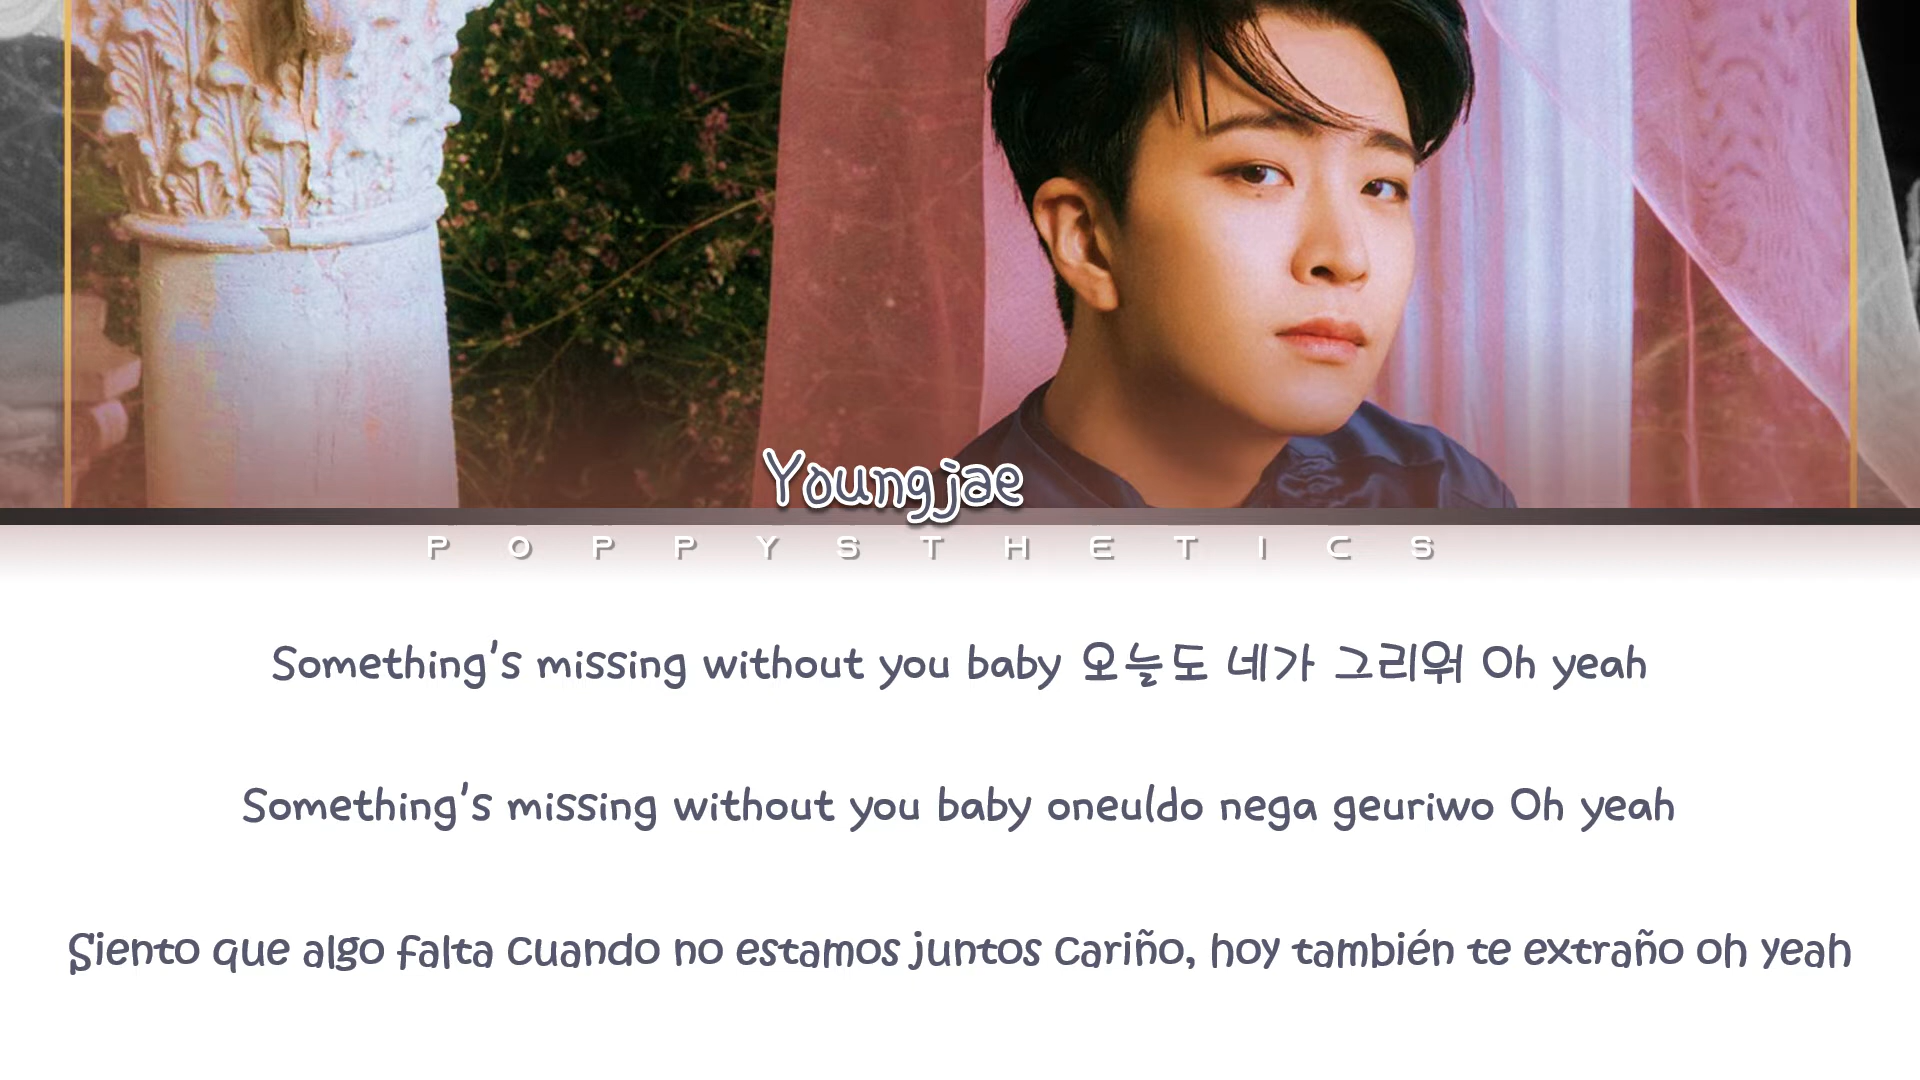 Youngjae
POPPYSTHETICS
Something's missing without you baby 오늘도 네가 그리워 Oh yeah
Something's missing without you baby oneuldo nega geuriwo Oh yeah
Siento que algo falta cuando no estamos juntos cariño, hoy también te extraño oh yeah